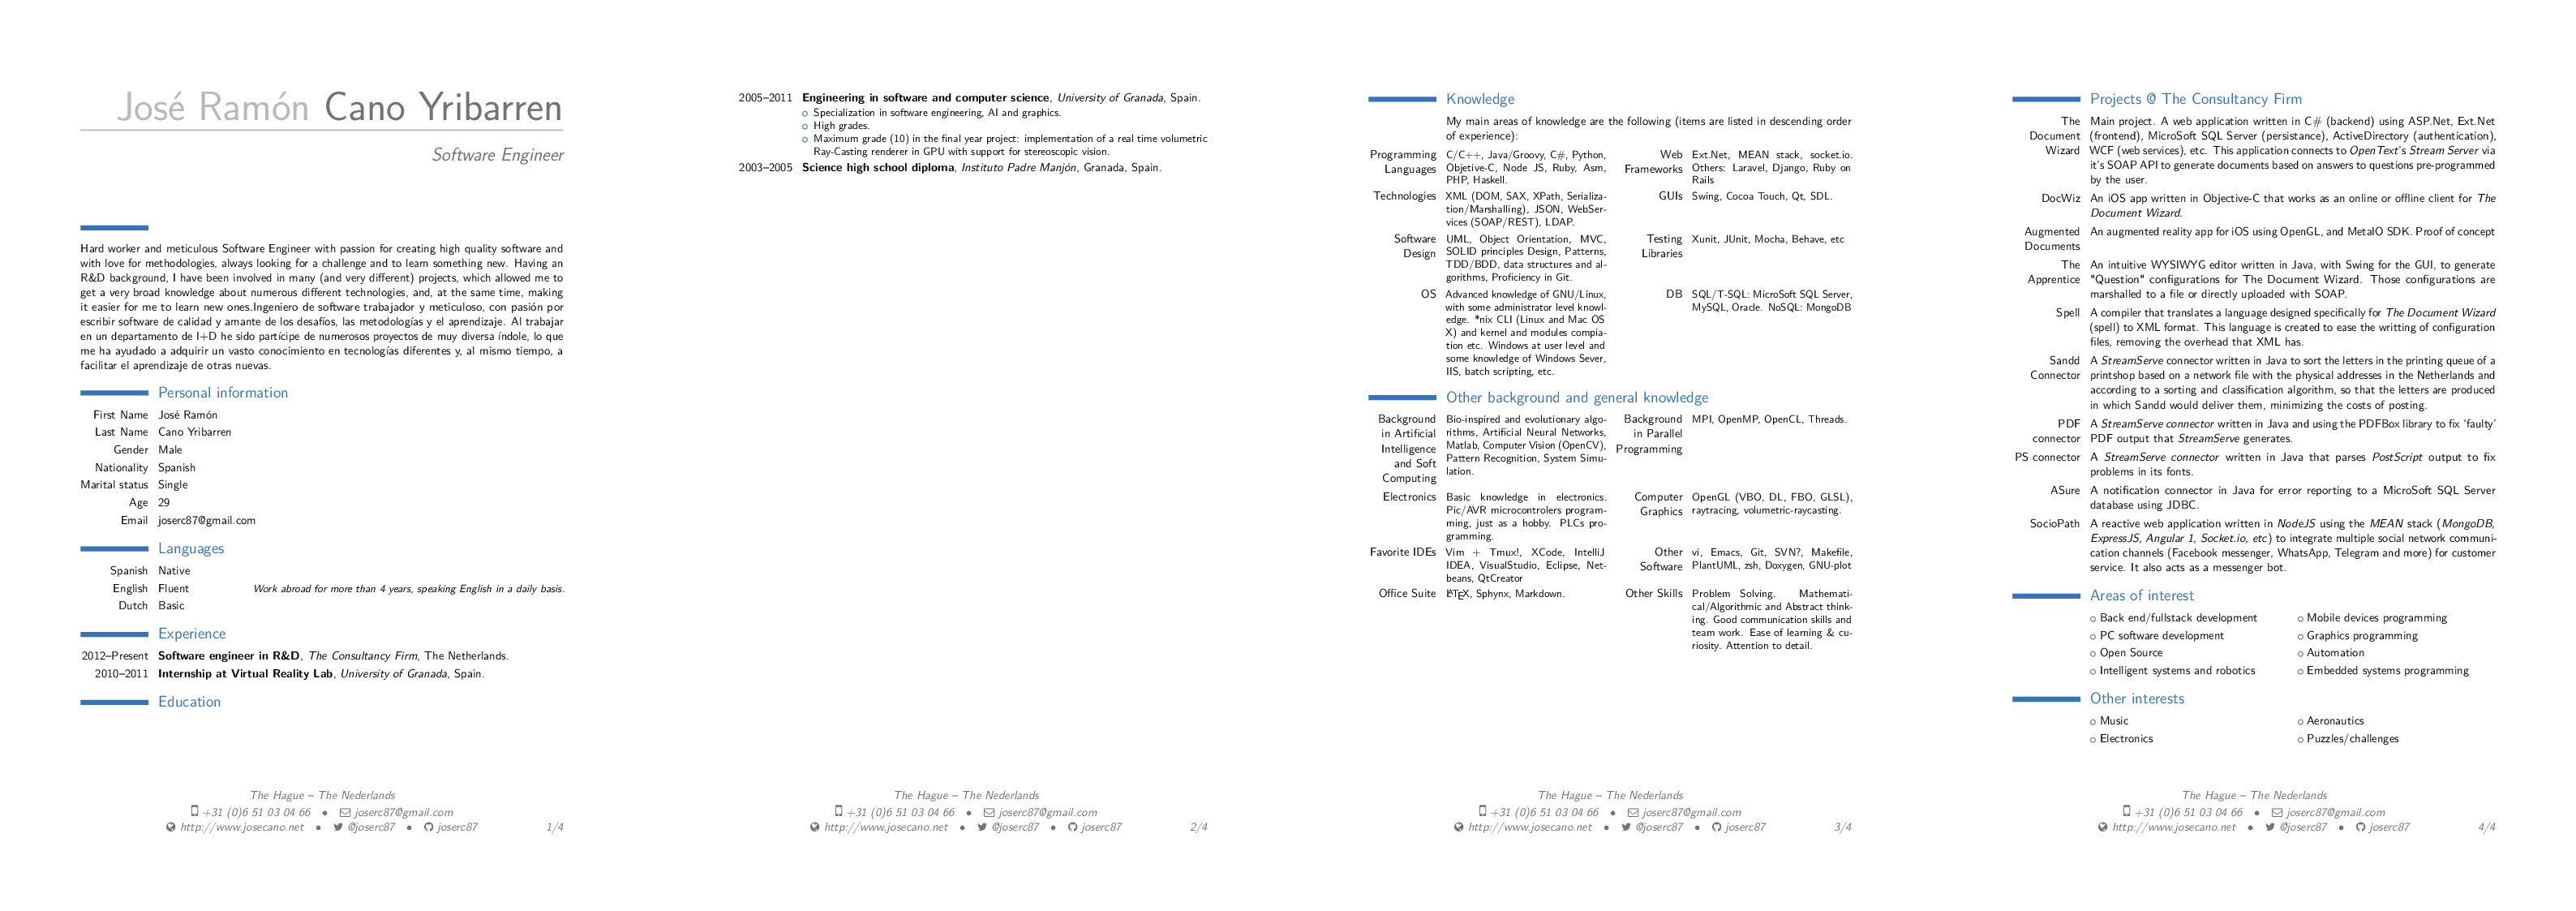 José Ramón Cano Yribarren
Software Engineer
Hard worker and meticulous Software Engineer with passion for creating high quality software and
with love for methodologies, always looking for a challenge and to learn something new. Having an
R&D background, I have been involved in many (and very different) projects, which allowed me to
get a very broad knowledge about numerous different technologies, and, at the same time, making
it easier for me to learn new ones.Ingeniero de software trabajador y meticuloso, con pasión por
escribir software de calidad y amante de los desafíos, las metodologías y el aprendizaje. Al trabajar
en un departamento de I+D he sido partícipe de numerosos proyectos de muy diversa índole, lo que
me ha ayudado a adquirir un vasto conocimiento en tecnologías diferentes y, al mismo tiempo, a
facilitar el aprendizaje de otras nuevas.
Personal information
First Name José Ramón
Last Name Cano Yribarren
Gender Male
Nationality Spanish
Marital status Single
Age 29
Email joserc87@gmail.com
Languages
Spanish Native
English Fluent Work abroad for more than 4 years, speaking English in a daily basis.
Dutch Basic
Experience
2012–Present Software engineer in R&D, The Consultancy Firm, The Netherlands.
2010–2011 Internship at Virtual Reality Lab, University of Granada, Spain.
Education
The Hague – The Nederlands
+31 (0)6 51 03 04 66 • joserc87@gmail.com
http://www.josecano.net • @joserc87 • joserc87 1/4
2005–2011 Engineering in software and computer science, University of Granada, Spain.
Specialization in software engineering, AI and graphics.
High grades.
Maximum grade (10) in the final year project: implementation of a real time volumetric
Ray-Casting renderer in GPU with support for stereoscopic vision.
2003–2005 Science high school diploma, Instituto Padre Manjón, Granada, Spain.
The Hague – The Nederlands
+31 (0)6 51 03 04 66 • joserc87@gmail.com
http://www.josecano.net • @joserc87 • joserc87 2/4
Knowledge
My main areas of knowledge are the following (items are listed in descending order
of experience):
Programming Languages
C/C++, Java/Groovy, C#, Python,
Objetive-C, Node JS, Ruby, Asm,
PHP, Haskell.
Web Frameworks
Ext.Net, MEAN stack, socket.io.
Others: Laravel, Django, Ruby on
Rails
Technologies
XML (DOM, SAX, XPath, Serializa-
tion/Marshalling), JSON, WebSer-
vices (SOAP/REST), LDAP.
GUIs Swing, Cocoa Touch, Qt, SDL.
Software Design
UML, Object Orientation, MVC,
SOLID principles Design, Patterns,
TDD/BDD, data structures and al-
gorithms, Proficiency in Git.
Testing Libraries
Xunit, JUnit, Mocha, Behave, etc
OS
Advanced knowledge of GNU/Linux,
with some administrator level knowl-
edge. *nix CLI (Linux and Mac OS
X) and kernel and modules compia-
tion etc. Windows at user level and
some knowledge of Windows Sever,
IIS, batch scripting, etc.
DB
SQL/T-SQL: MicroSoft SQL Server,
MySQL, Oracle. NoSQL: MongoDB
Other background and general knowledge
Background
in Artificial
Intelligence
and Soft
Computing
Bio-inspired and evolutionary algo-
rithms, Artificial Neural Networks,
Matlab, Computer Vision (OpenCV),
Pattern Recognition, System Simu-
lation.
Background
in Parallel
Programming
MPI, OpenMP, OpenCL, Threads.
Electronics
Basic knowledge in electronics.
Pic/AVR microcontrolers program-
ming, just as a hobby. PLCs pro-
gramming.
Computer
Graphics
OpenGL (VBO, DL, FBO, GLSL),
raytracing, volumetric-raycasting.
Favorite IDEs
Vim + Tmux!, XCode, IntelliJ
IDEA, VisualStudio, Eclipse, Net-
beans, QtCreator
Other
Software
vi, Emacs, Git, SVN?, Makefile,
PlantUML, zsh, Doxygen, GNU-plot
Office Suite LATEX, Sphynx, Markdown.
Other Skills
Problem Solving. Mathemati-
cal/Algorithmic and Abstract think-
ing. Good communication skills and
team work. Ease of learning & cu-
riosity. Attention to detail.
The Hague – The Nederlands
+31 (0)6 51 03 04 66 • joserc87@gmail.com
http://www.josecano.net • @joserc87 • joserc87 3/4
Projects @ The Consultancy Firm
The
Document
Wizard
Main project. A web application written in C# (backend) using ASP.Net, Ext.Net
(frontend), MicroSoft SQL Server (persistance), ActiveDirectory (authentication),
WCF (web services), etc. This application connects to OpenText's Stream Server via
it's SOAP API to generate documents based on answers to questions pre-programmed
by the user.
DocWiz
An iOS app written in Objective-C that works as an online or offline client for The
Document Wizard.
Augmented
Documents
An augmented reality app for iOS using OpenGL, and MetaIO SDK. Proof of concept
The
Apprentice
An intuitive WYSIWYG editor written in Java, with Swing for the GUI, to generate
"Question" configurations for The Document Wizard. Those configurations are
marshalled to a file or directly uploaded with SOAP.
Spell
A compiler that translates a language designed specifically for The Document Wizard
(spell) to XML format. This language is created to ease the writting of configuration
files, removing the overhead that XML has.
Sandd
Connector
A StreamServe connector written in Java to sort the letters in the printing queue of a
printshop based on a network file with the physical addresses in the Netherlands and
according to a sorting and classification algorithm, so that the letters are produced
in which Sandd would deliver them, minimizing the costs of posting.
PDF
connector
A StreamServe connector written in Java and using the PDFBox library to fix 'faulty'
PDF output that StreamServe generates.
PS connector
A StreamServe connector written in Java that parses PostScript output to fix
problems in its fonts.
ASure
A notification connector in Java for error reporting to a MicroSoft SQL Server
database using JDBC.
SocioPath
A reactive web application written in NodeJS using the MEAN stack (MongoDB,
ExpressJS, Angular 1, Socket.io, etc) to integrate multiple social network communi-
cation channels (Facebook messenger, WhatsApp, Telegram and more) for customer
service. It also acts as a messenger bot.
Areas of interest
Back end/fullstack development
Mobile devices programming
PC software development
Graphics programming
Open Source
Automation
Intelligent systems and robotics
Embedded systems programming
Other interests
Music
Aeronautics
Electronics
Puzzles/challenges
The Hague – The Nederlands
+31 (0)6 51 03 04 66 • joserc87@gmail.com
http://www.josecano.net • @joserc87 • joserc87 4/4